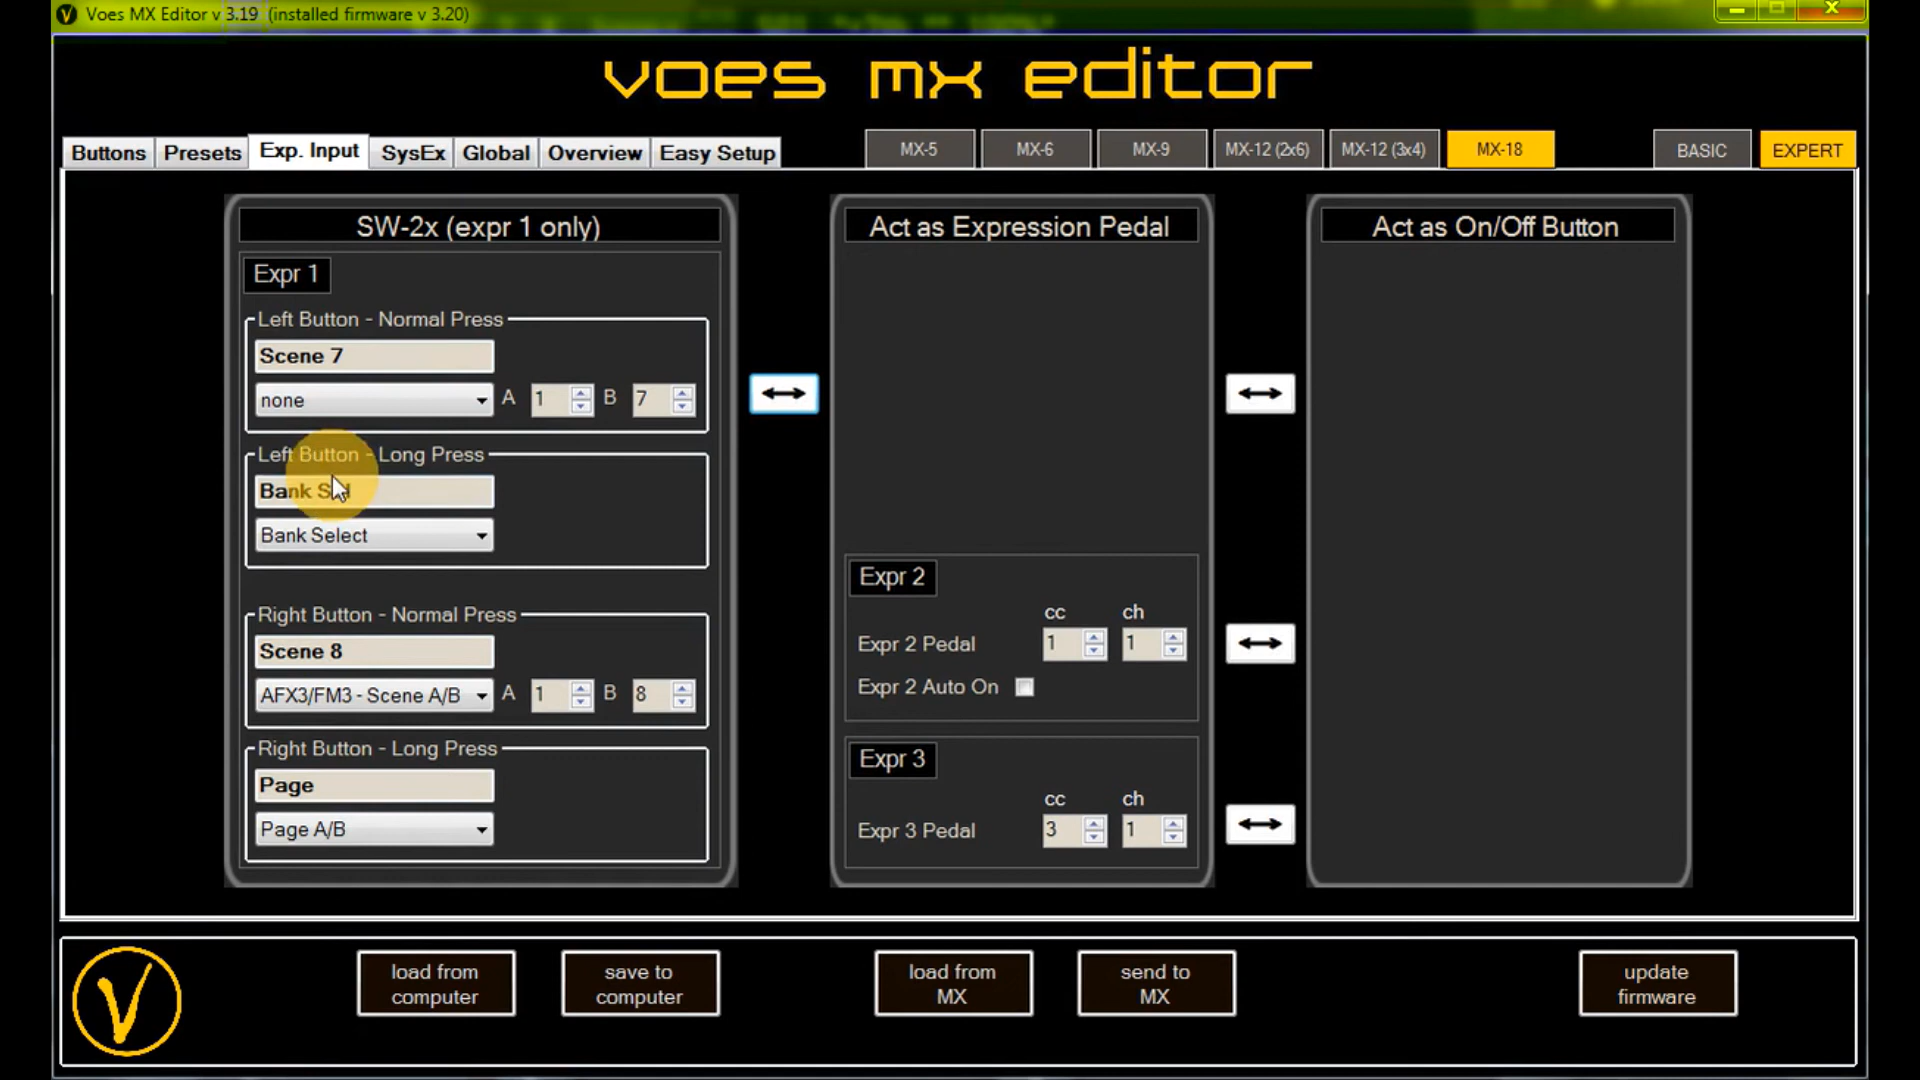 Voes MX Editor v 3.19 (installed firmware v 3.20)
voes mx editor
Buttons Presets Exp. Input SysEx Global Overview Easy Setup
MX-5 MX-6 MX-9 MX-12 (2x6) MX-12 (3x4) MX-18
BASIC EXPERT
SW-2x (expr 1 only)
Expr 1
Left Button - Normal Press
Scene 7
none A 1 B 7
Left Button - Long Press
Bank
Bank Select
Right Button - Normal Press
Scene 8
AFX3/FM3 - Scene A/B A 1 B 8
Right Button - Long Press
Page
Page A/B
Act as Expression Pedal
Expr 2
cc ch
Expr 2 Pedal 1 1
Expr 2 Auto On
Expr 3
cc ch
Expr 3 Pedal 3 1
Act as On/Off Button
load from
computer
save to
computer
load from
MX
send to
MX
update
firmware